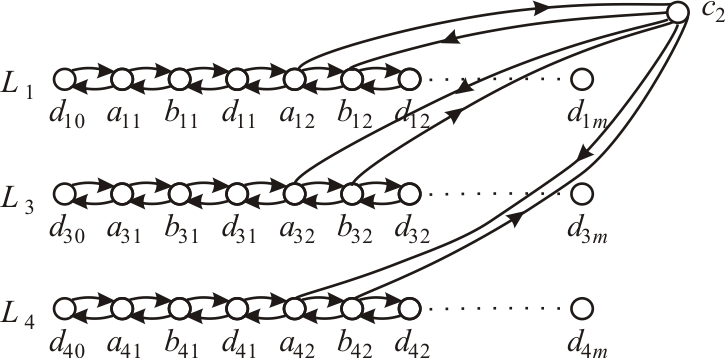 c2
L1
d10 a11 b11 d11 a12 b12 d12 d1m
L3
d30 a31 b31 d31 a32 b32 d32 d3m
L4
d40 a41 b41 d41 a42 b42 d42 d4m